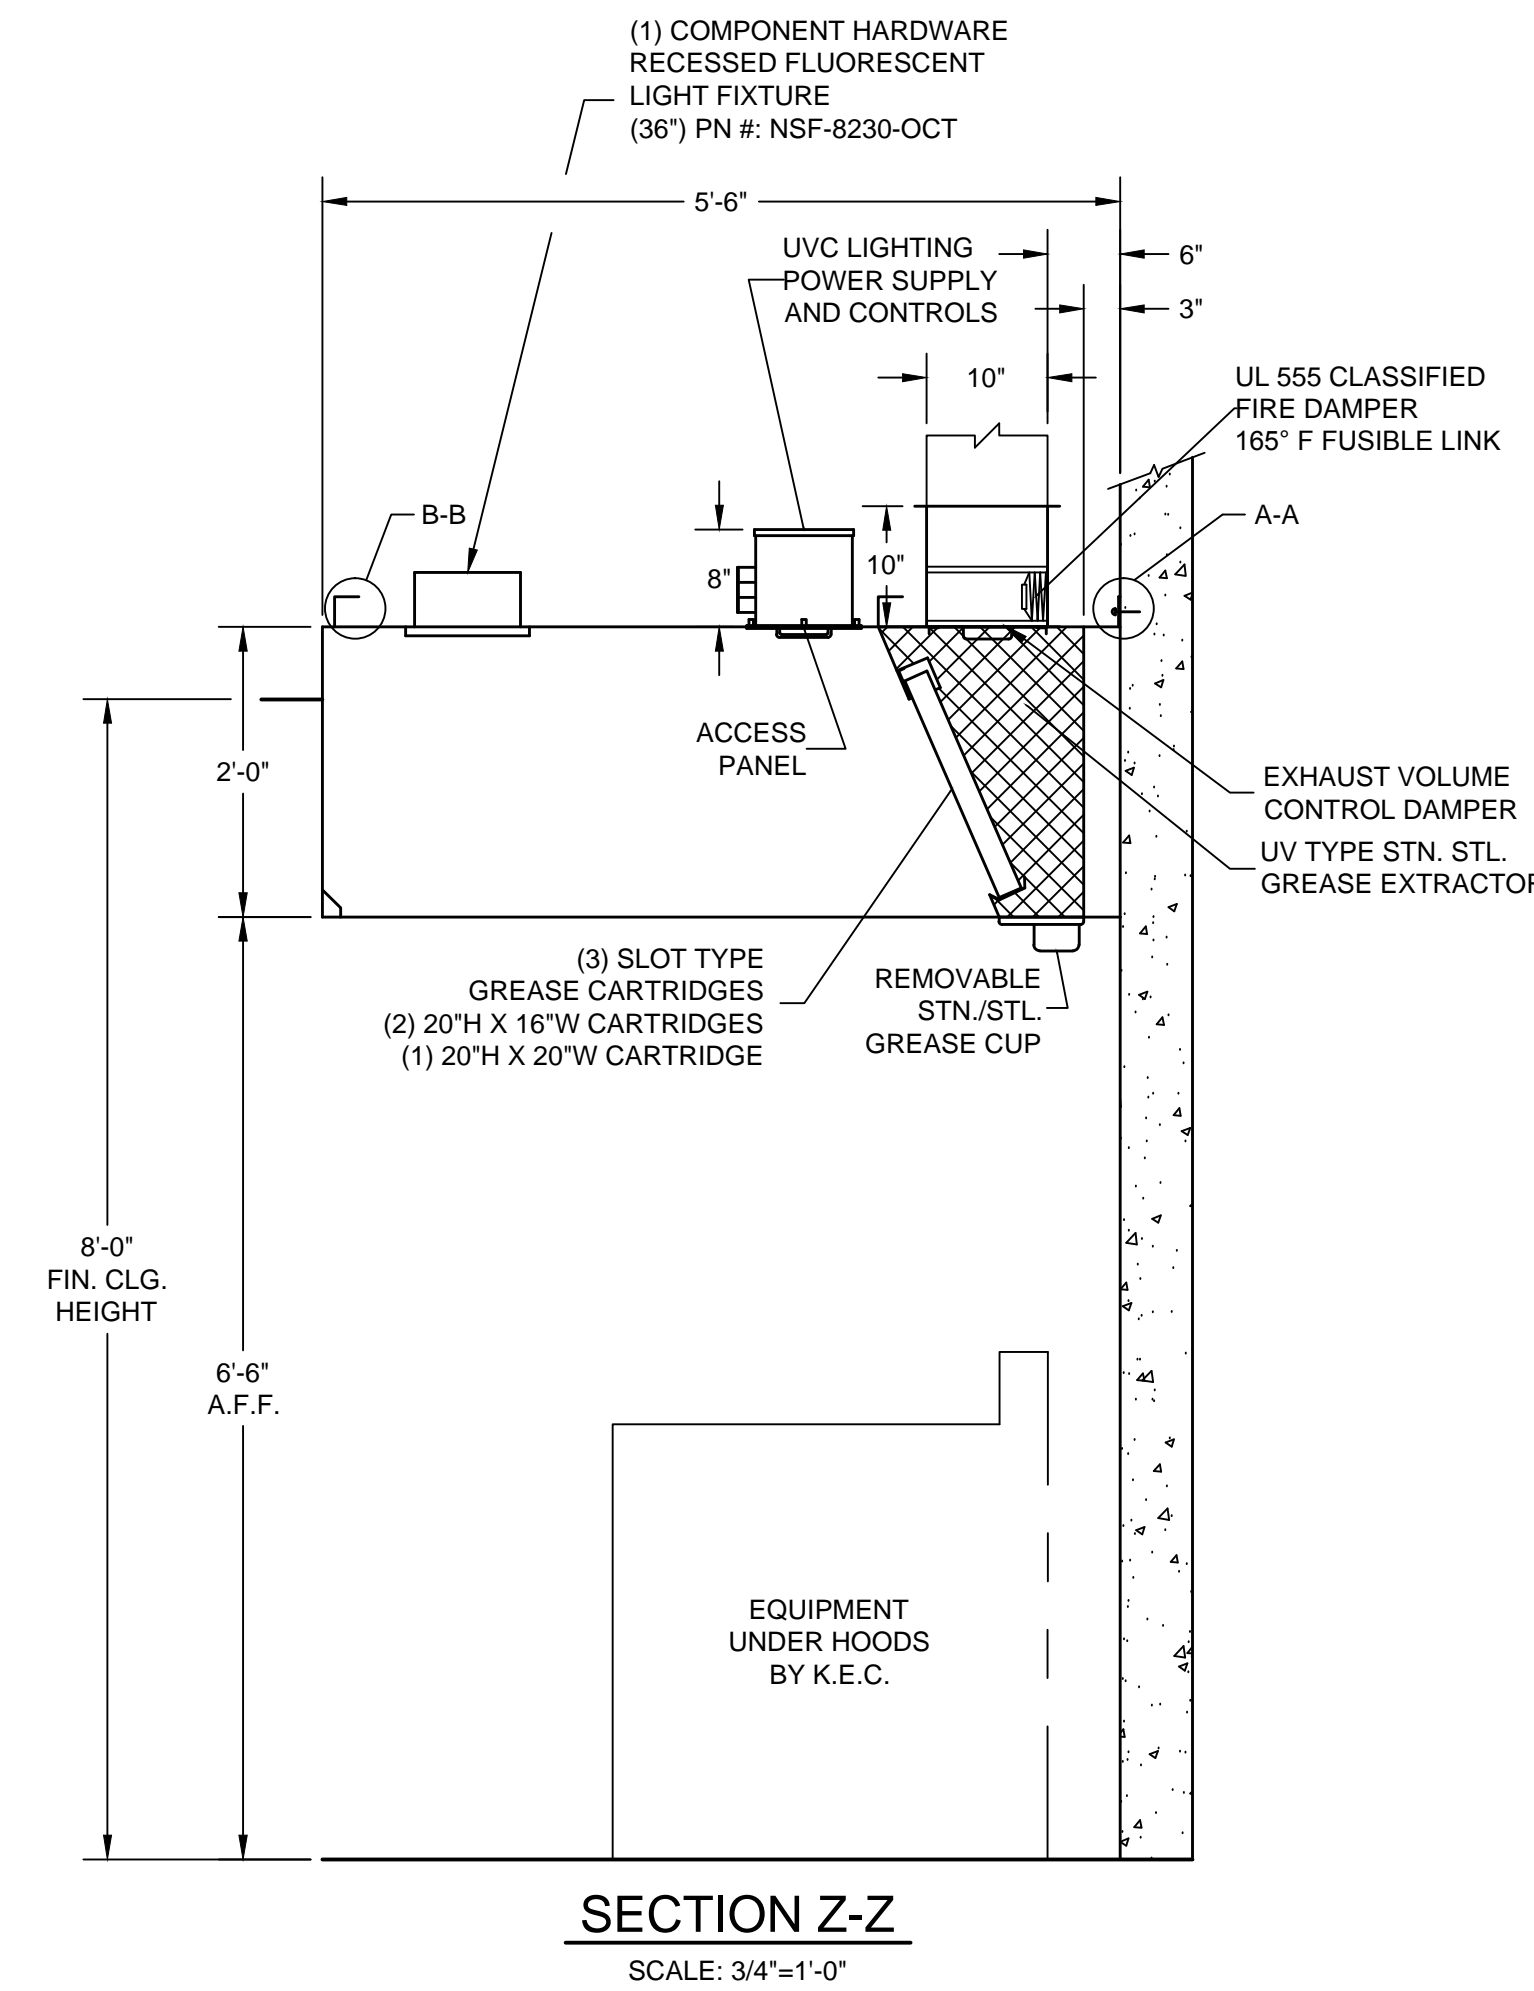 (1) COMPONENT HARDWARE
RECESSED FLUORESCENT
LIGHT FIXTURE
(36") PN #: NSF-8230-OCT
5'-6"
UVC LIGHTING
POWER SUPPLY
AND CONTROLS
6"
3"
10"
UL 555 CLASSIFIED
FIRE DAMPER
165° F FUSIBLE LINK
B-B
A-A
8"
10"
ACCESS
PANEL
2'-0"
EXHAUST VOLUME
CONTROL DAMPER
UV TYPE STN. STL.
GREASE EXTRACTOR
(3) SLOT TYPE
GREASE CARTRIDGES
(2) 20"H X 16"W CARTRIDGES
(1) 20"H X 20"W CARTRIDGE
REMOVABLE
STN./STL.
GREASE CUP
8'-0"
FIN. CLG.
HEIGHT
6'-6"
A.F.F.
EQUIPMENT
UNDER HOODS
BY K.E.C.
SECTION Z-Z
SCALE: 3/4"=1'-0"